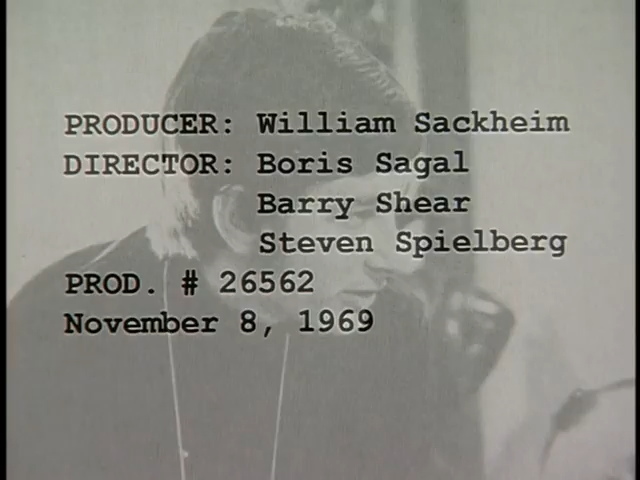 PRODUCER: William Sackheim
DIRECTOR: Boris Sagal
Barry Shear
Steven Spielberg
PROD. # 26562
November 8, 1969